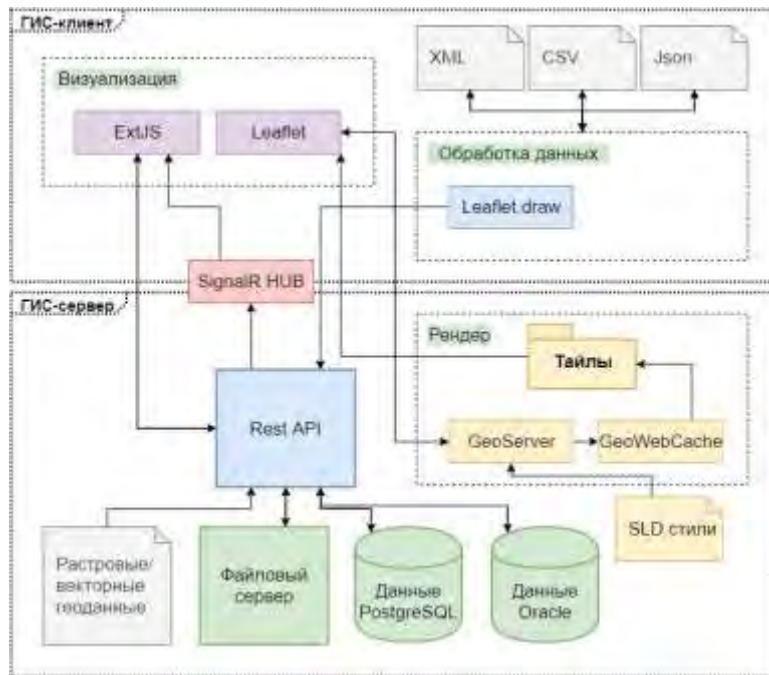 ГИС-клиент
XML
CSV
Json
Визуализация
ExtJS
Leaflet
Обработка данных
Leaflet draw
SignalR HUB
ГИС-сервер
Рендер
Тайлы
Rest API
GeoServer
GeoWebCache
SLD стили
Растровые/
векторные
геоданные
Файловый
сервер
Данные
PostgreSQL
Данные
Oracle